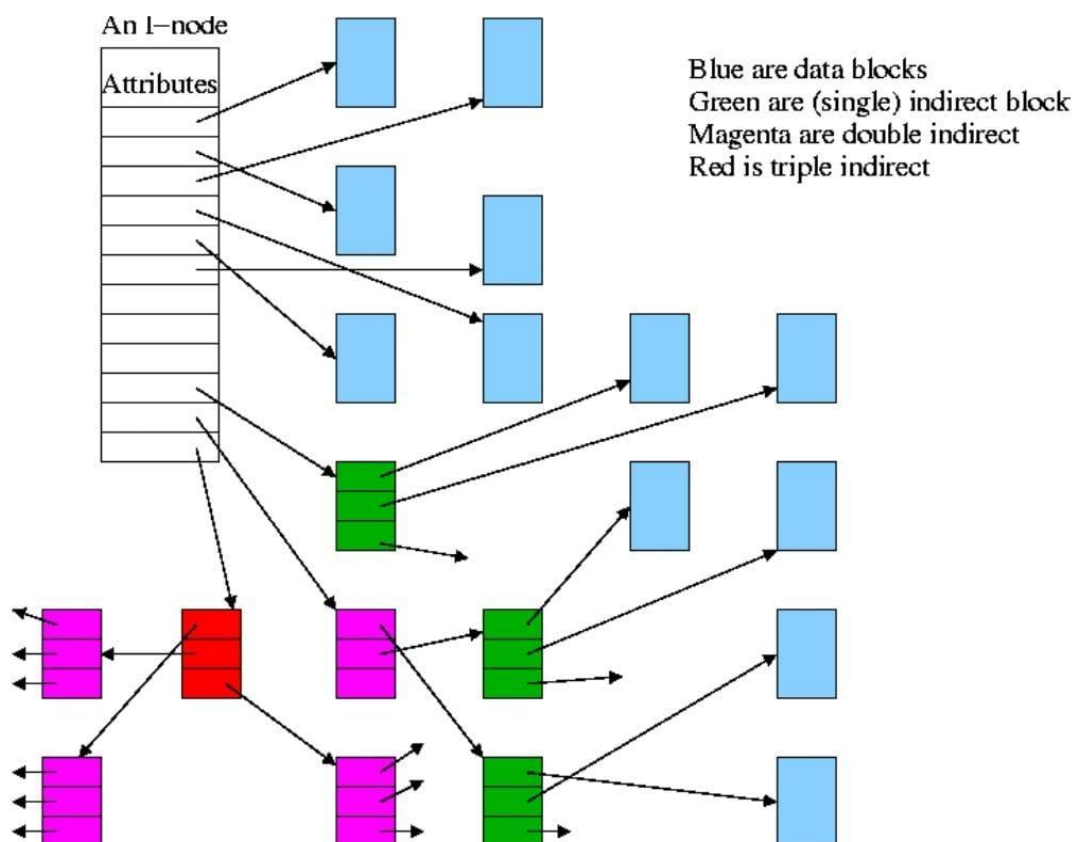 An I-node
Attributes
Blue are data blocks
Green are (single) indirect block
Magenta are double indirect
Red is triple indirect